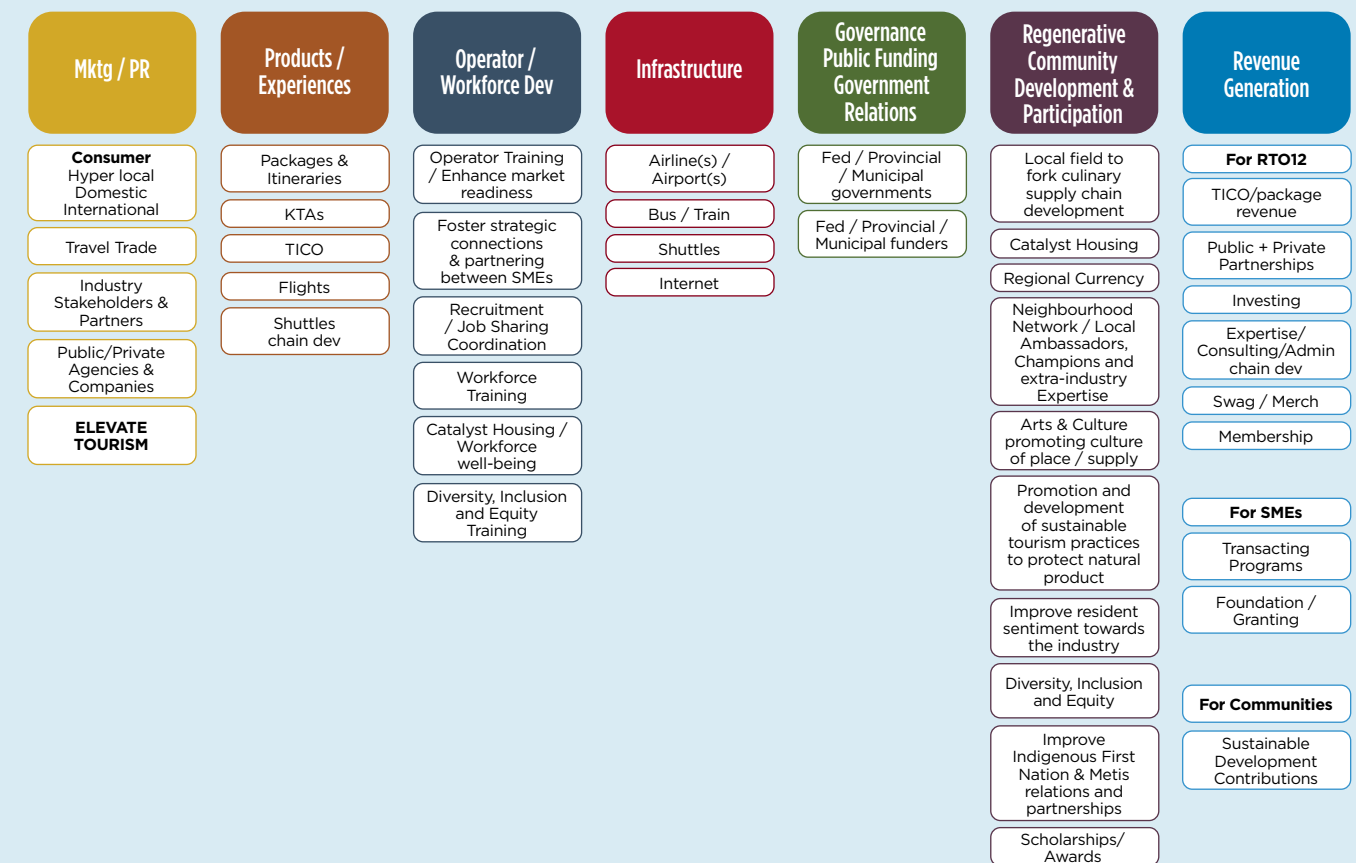 Mktg / PR
Consumer
Hyper local
Domestic
International
Travel Trade
Industry
Stakeholders &
Partners
Public/Private
Agencies &
Companies
ELEVATE
TOURISM
Products /
Experiences
Packages &
Itineraries
KTAs
TICO
Flights
Shuttles
chain dev
Operator /
Workforce Dev
Operator Training
/ Enhance market
readiness
Foster strategic
connections
& partnering
between SMEs
Recruitment
/ Job Sharing
Coordination
Workforce
Training
Catalyst Housing /
Workforce
well-being
Diversity, Inclusion
and Equity
Training
Infrastructure
Airline(s) /
Airport(s)
Bus / Train
Shuttles
Internet
Governance
Public Funding
Government
Relations
Fed / Provincial
/ Municipal
governments
Fed / Provincial /
Municipal funders
Regenerative
Community
Development &
Participation
Local field to
fork culinary
supply chain
development
Catalyst Housing
Regional Currency
Neighbourhood
Network / Local
Ambassadors,
Champions and
extra-industry
Expertise
Arts & Culture
promoting culture
of place / supply
Promotion and
development
of sustainable
tourism practices
to protect natural
product
Improve resident
sentiment towards
the industry
Diversity, Inclusion
and Equity
Improve
Indigenous First
Nation & Metis
relations and
partnerships
Scholarships/
Awards
Revenue
Generation
For RTO12
TICO/package
revenue
Public + Private
Partnerships
Investing
Expertise/
Consulting/Admin
chain dev
Swag / Merch
Membership
For SMEs
Transacting
Programs
Foundation /
Granting
For Communities
Sustainable
Development
Contributions